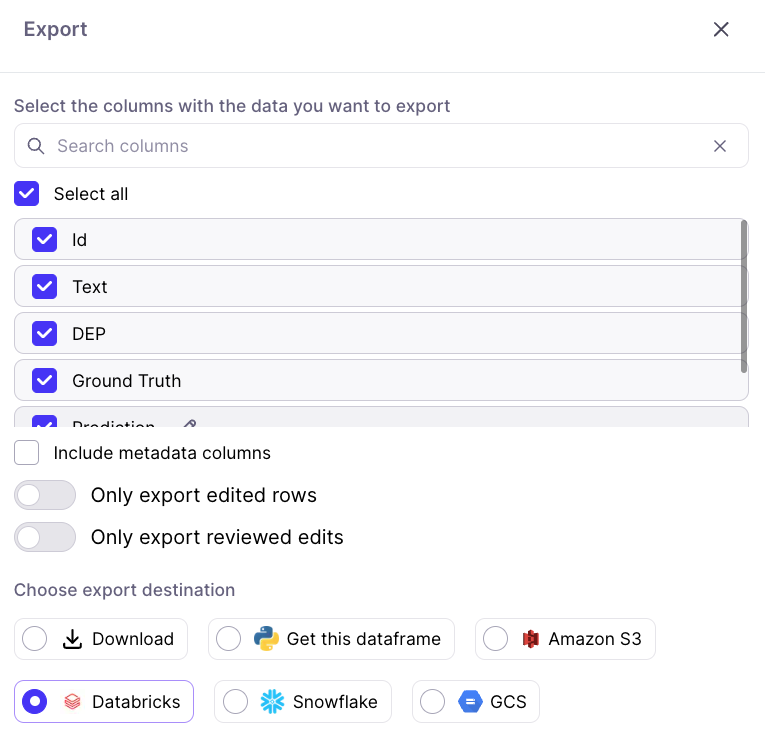 Export
Select the columns with the data you want to export
Search columns
Select all
Id
Text
DEP
Ground Truth
Prediction
Include metadata columns
Only export edited rows
Only export reviewed edits
Choose export destination
Download Get this dataframe Amazon S3
Databricks Snowflake GCS